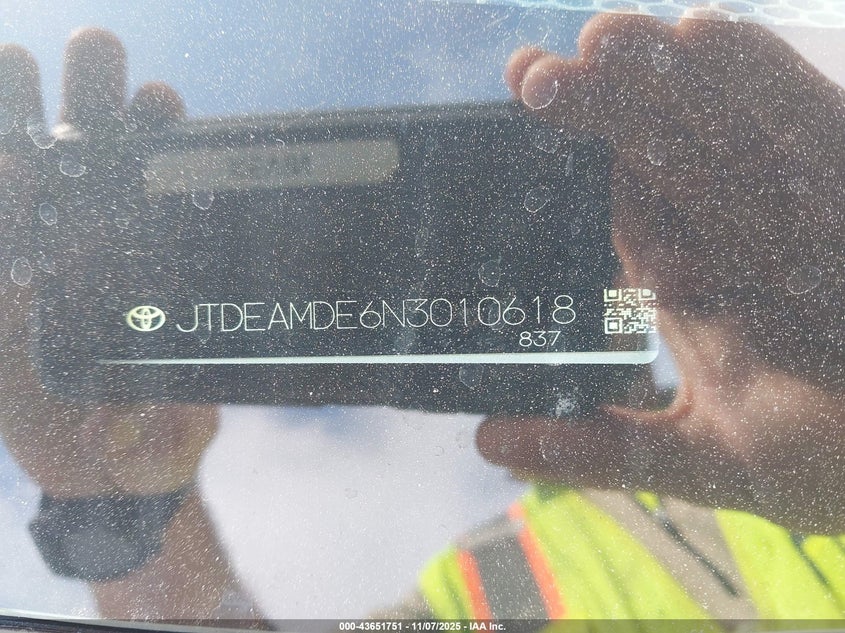 JTDEAMDE6N3010618
837
000-43651751 - 11/07/2025 - IAA Inc.